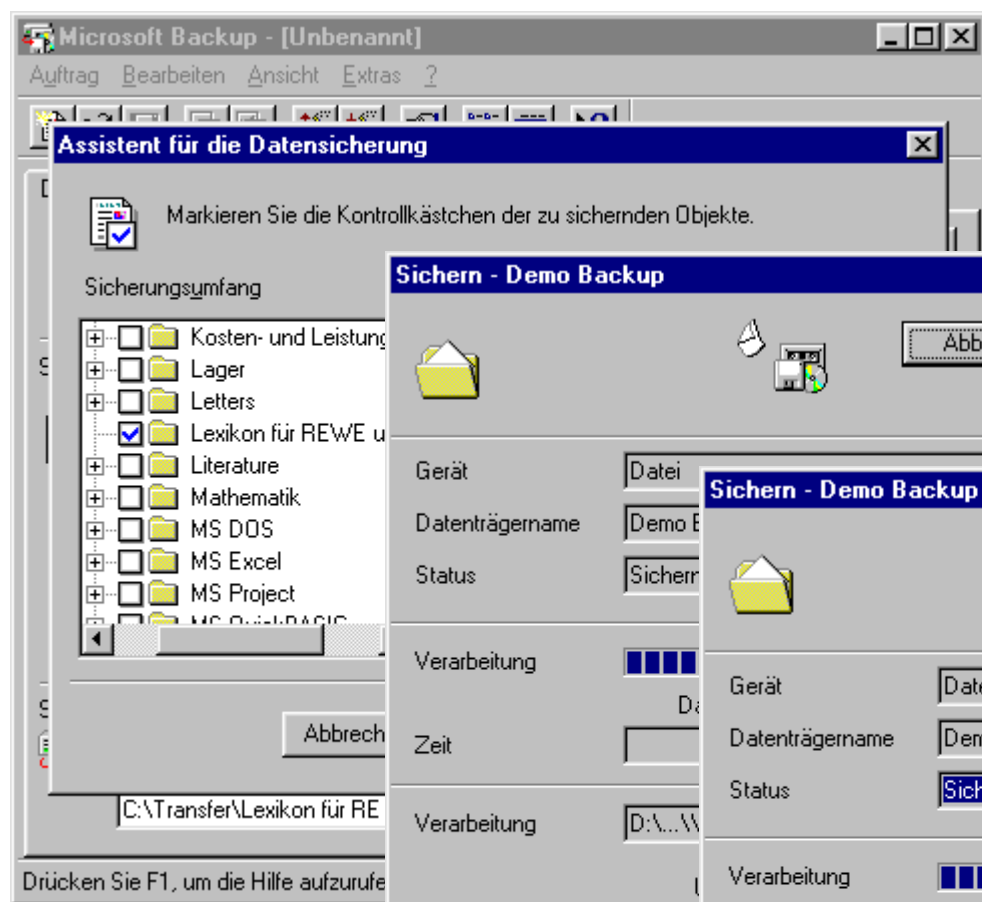 Microsoft Backup - [Unbenannt]
Auftrag Bearbeiten Ansicht Extras ?
Assistent für die Datensicherung
Markieren Sie die Kontrollkästchen der zu sichernden Objekte.
Sicherungsumfang
Kosten- und Leistung
Lager
Letters
Lexikon für REWE u
Literature
Mathematik
MS DOS
MS Excel
MS Project
MS QuickBASIC
Abbrech
C:\Transfer\Lexikon für RE
Drücken Sie F1, um die Hilfe aufzurufe
Sichern - Demo Backup
Abb
Gerät Datei
Datenträgername Demo B
Status Sichern
Verarbeitung
Da
Zeit
Verarbeitung D:\...\\
Sichern - Demo Backup
Gerät Date
Datenträgername Dem
Status Sich
Verarbeitung